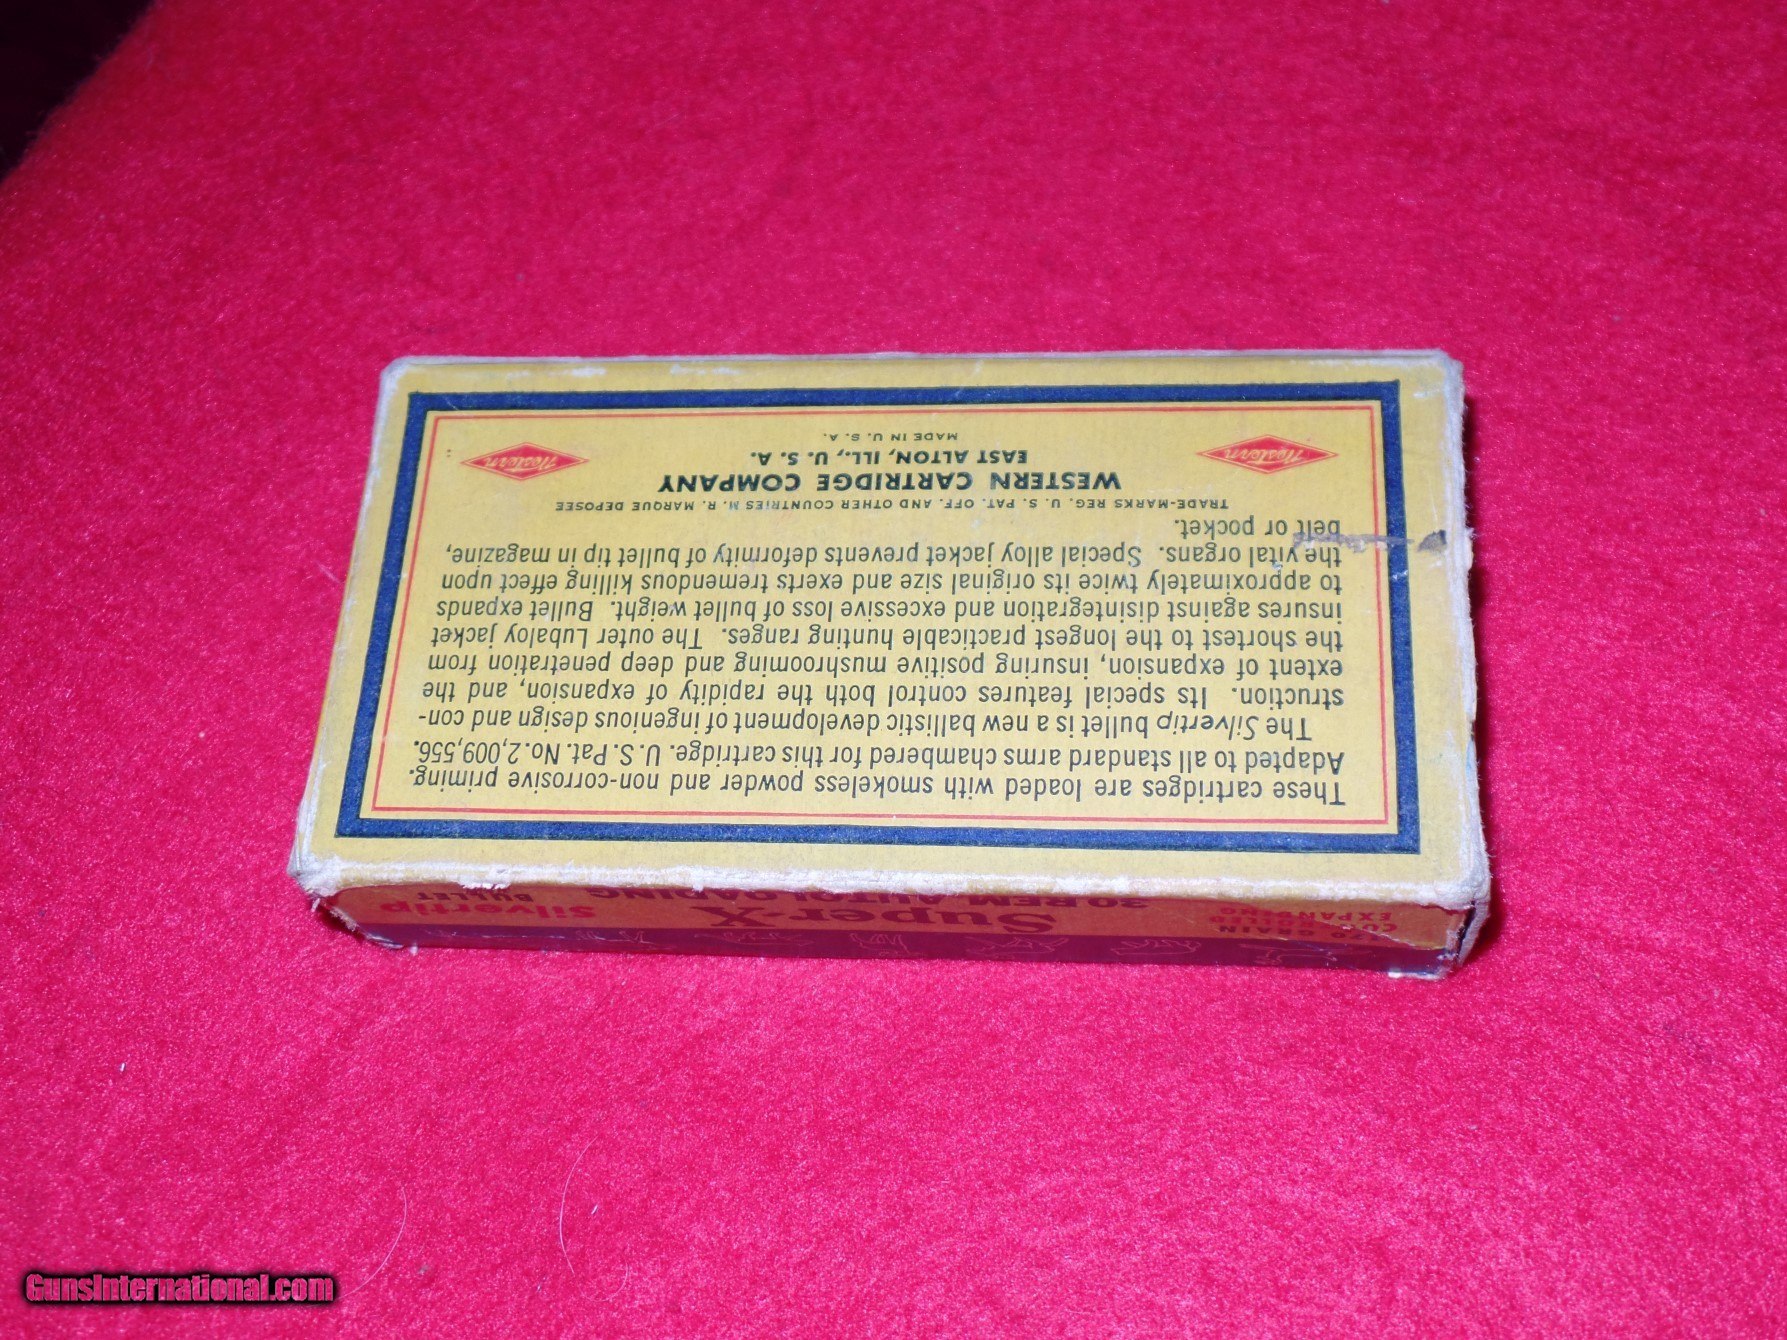 These cartridges are loaded with smokeless powder and non-corrosive priming.
Adapted to all standard arms chambered for this cartridge. U. S. Pat. No. 2,009,556.
The Silvertip bullet is a new ballistic development of ingenious design and con-
struction. Its special features control both the rapidity of expansion, and the
extent of expansion, insuring positive mushrooming and deep penetration from
the shortest to the longest practicable hunting ranges. The outer Lubaloy jacket
insures against disintegration and excessive loss of bullet weight. Bullet expands
to approximately twice its original size and exerts tremendous killing effect upon
the vital organs. Special alloy jacket prevents deformity of bullet tip in magazine,
belt or pocket.
TRADE-MARKS REG. U. S. PAT. OFF. AND OTHER COUNTRIES M. R. MARQUE DEPOSEE
WESTERN CARTRIDGE COMPANY
EAST ALTON, ILL., U. S. A.
MADE IN U. S. A.
Western
Western
GRAIN
EXPANDING
Super-X
30 REM. AUTOLOADING
Silvertip
BULLET
GunsInternational.com